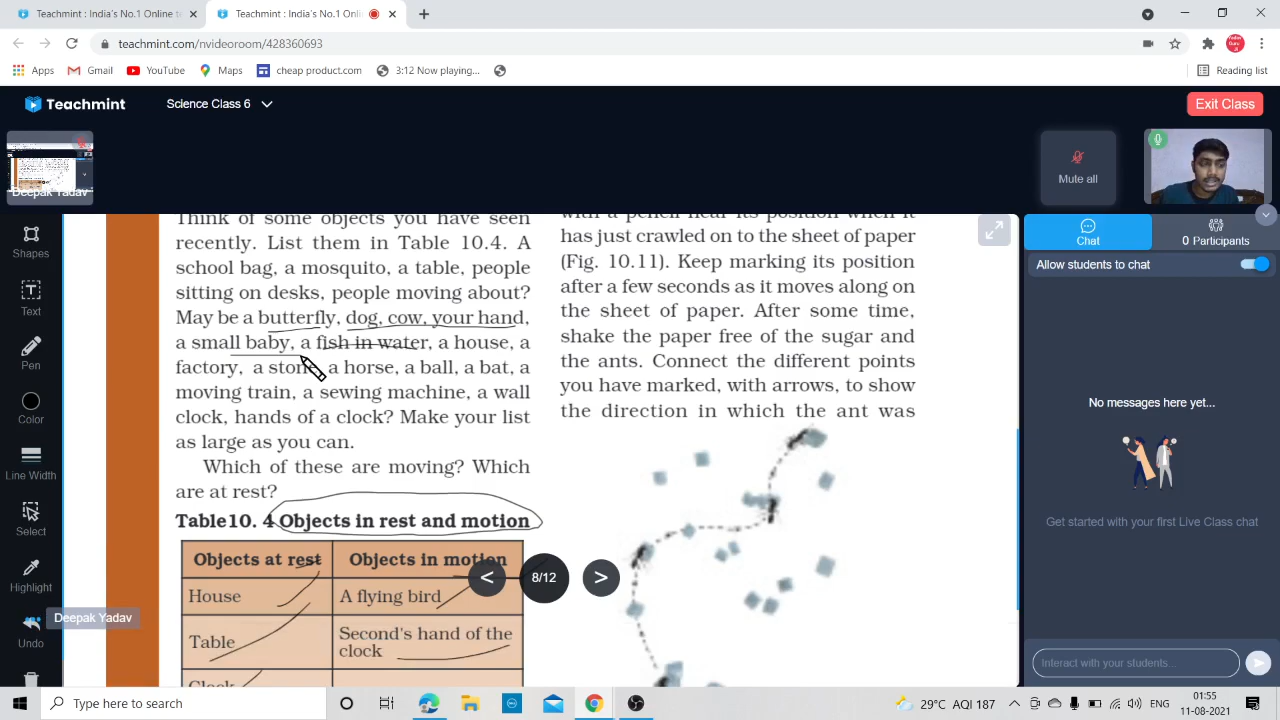 Teachmint : India's No.1 Online t
Teachmint : India's No.1 Onli
teachmint.com/nvideoroom/428360693
Apps
Gmail
YouTube
Maps
cheap product.com
3:12 Now playing...
Reading list
Teachmint
Science Class 6
Exit Class
Deepak Yadav
Mute all
Shapes
Text
Pen
Color
Line Width
Select
Highlight
Undo
Deepak Yadav
Think of some objects you have seen
recently. List them in Table 10.4. A
school bag, a mosquito, a table, people
sitting on desks, people moving about?
May be a butterfly, dog, cow, your hand,
a small baby, a fish in water, a house, a
factory, a stone, a horse, a ball, a bat, a
moving train, a sewing machine, a wall
clock, hands of a clock? Make your list
as large as you can.
Which of these are moving? Which
are at rest?
Table10. 4 Objects in rest and motion
Objects at rest
Objects in motion
House
A flying bird
Table
Second's hand of the
clock
Clock
with a pencil near its position when it
has just crawled on to the sheet of paper
(Fig. 10.11). Keep marking its position
after a few seconds as it moves along on
the sheet of paper. After some time,
shake the paper free of the sugar and
the ants. Connect the different points
you have marked, with arrows, to show
the direction in which the ant was
8/12
Chat
0 Participants
Allow students to chat
No messages here yet...
Get started with your first Live Class chat
Interact with your students...
Type here to search
29°C AQI 187
ENG
01:55
11-08-2021